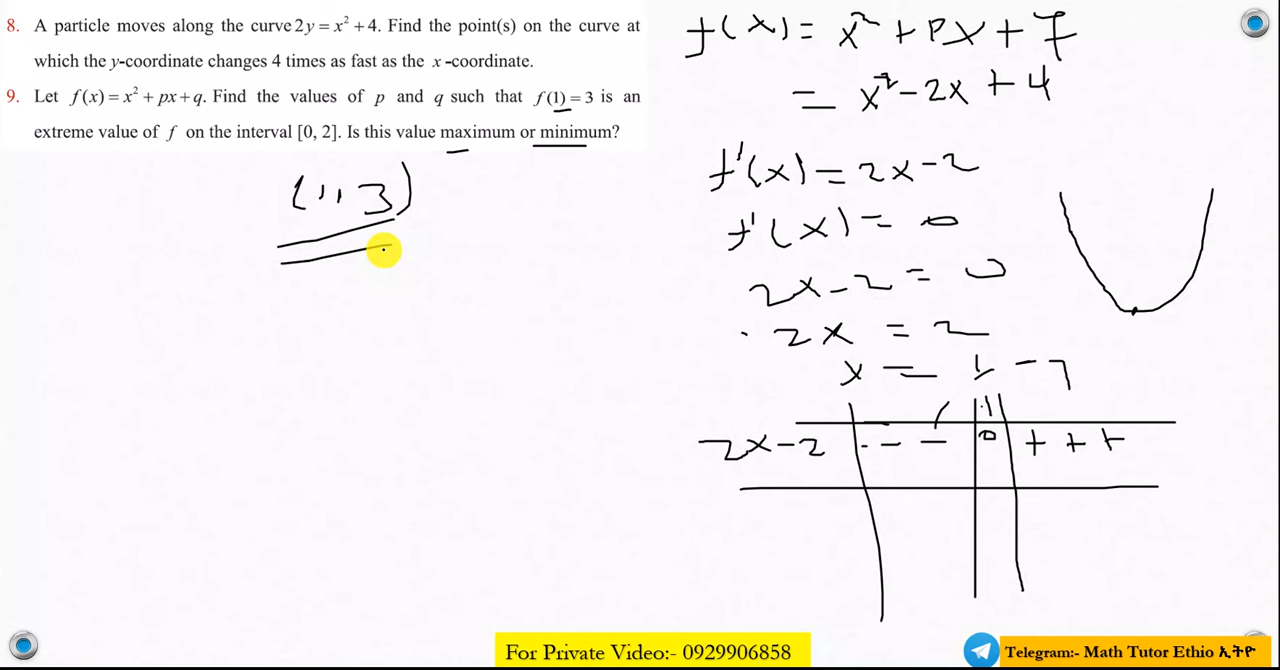 8. A particle moves along the curve 2y = x² + 4. Find the point(s) on the curve at
which the y-coordinate changes 4 times as fast as the x-coordinate.
9. Let f(x) = x² + px + q. Find the values of p and q such that f(1) = 3 is an
extreme value of f on the interval [0, 2]. Is this value maximum or minimum?
(1,, 3)
f(x) = x² + px + 7
= x² - 2x + 4
f'(x) = 2x - 2
f'(x) = 0
2x - 2 = 0
2x = 2
x = 1
1
2x - 2 - - - 0 + + +
For Private Video:- 0929906858
Telegram:- Math Tutor Ethio ኢትዮ